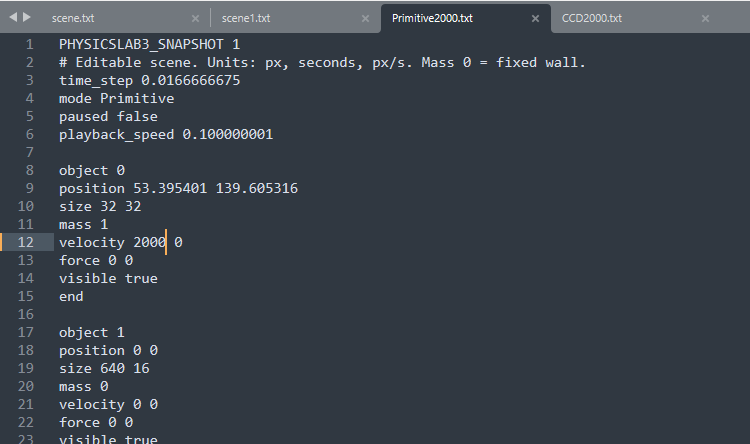 scene.txt scene1.txt Primitive2000.txt CCD2000.txt
1 PHYSICSLAB3_SNAPSHOT 1
2 # Editable scene. Units: px, seconds, px/s. Mass 0 = fixed wall.
3 time_step 0.0166666675
4 mode Primitive
5 paused false
6 playback_speed 0.100000001
7
8 object 0
9 position 53.395401 139.605316
10 size 32 32
11 mass 1
12 velocity 2000 0
13 force 0 0
14 visible true
15 end
16
17 object 1
18 position 0 0
19 size 640 16
20 mass 0
21 velocity 0 0
22 force 0 0
23 visible true